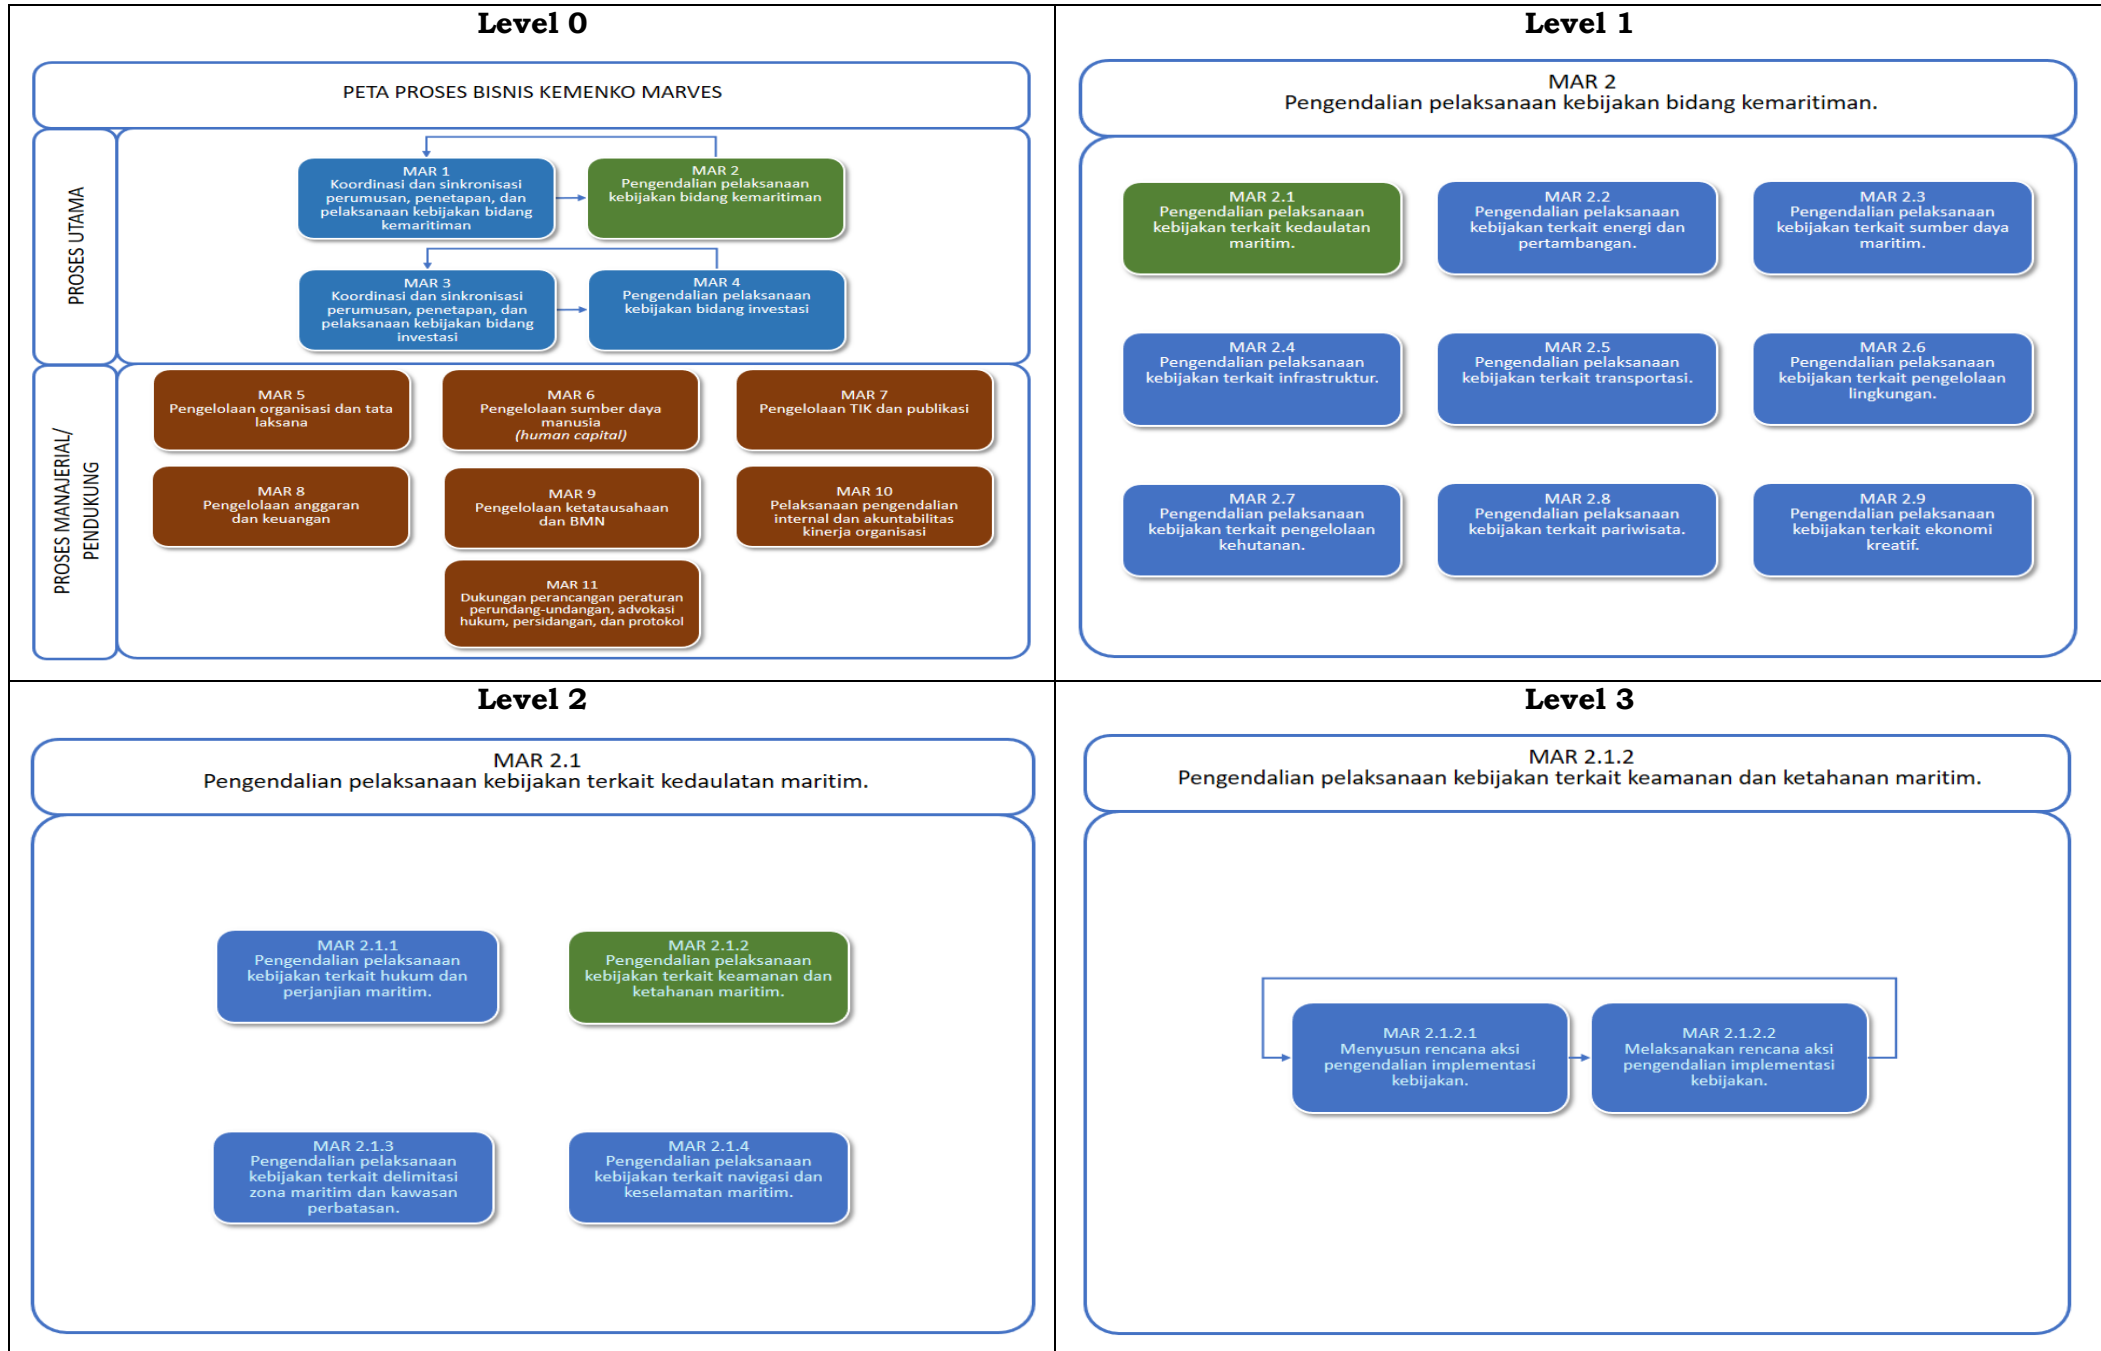 Level 0
PETA PROSES BISNIS KEMENKO MARVES
PROSES UTAMA
MAR 1
Koordinasi dan sinkronisasi
perumusan, penetapan, dan
pelaksanaan kebijakan bidang
kemaritiman
MAR 2
Pengendalian pelaksanaan
kebijakan bidang kemaritiman
MAR 3
Koordinasi dan sinkronisasi
perumusan, penetapan, dan
pelaksanaan kebijakan bidang
investasi
MAR 4
Pengendalian pelaksanaan
kebijakan bidang investasi
PROSES MANAJERIAL/
PENDUKUNG
MAR 5
Pengelolaan organisasi dan tata
laksana
MAR 6
Pengelolaan sumber daya
manusia
(human capital)
MAR 7
Pengelolaan TIK dan publikasi
MAR 8
Pengelolaan anggaran
dan keuangan
MAR 9
Pengelolaan ketatausahaan
dan BMN
MAR 10
Pelaksanaan pengendalian
internal dan akuntabilitas
kinerja organisasi
MAR 11
Dukungan perancangan peraturan
perundang-undangan, advokasi
hukum, persidangan, dan protokol
Level 1
MAR 2
Pengendalian pelaksanaan kebijakan bidang kemaritiman.
MAR 2.1
Pengendalian pelaksanaan
kebijakan terkait kedaulatan
maritim.
MAR 2.2
Pengendalian pelaksanaan
kebijakan terkait energi dan
pertambangan.
MAR 2.3
Pengendalian pelaksanaan
kebijakan terkait sumber daya
maritim.
MAR 2.4
Pengendalian pelaksanaan
kebijakan terkait infrastruktur.
MAR 2.5
Pengendalian pelaksanaan
kebijakan terkait transportasi.
MAR 2.6
Pengendalian pelaksanaan
kebijakan terkait pengelolaan
lingkungan.
MAR 2.7
Pengendalian pelaksanaan
kebijakan terkait pengelolaan
kehutanan.
MAR 2.8
Pengendalian pelaksanaan
kebijakan terkait pariwisata.
MAR 2.9
Pengendalian pelaksanaan
kebijakan terkait ekonomi
kreatif.
Level 2
MAR 2.1
Pengendalian pelaksanaan kebijakan terkait kedaulatan maritim.
MAR 2.1.1
Pengendalian pelaksanaan
kebijakan terkait hukum dan
perjanjian maritim.
MAR 2.1.2
Pengendalian pelaksanaan
kebijakan terkait keamanan dan
ketahanan maritim.
MAR 2.1.3
Pengendalian pelaksanaan
kebijakan terkait delimitasi
zona maritim dan kawasan
perbatasan.
MAR 2.1.4
Pengendalian pelaksanaan
kebijakan terkait navigasi dan
keselamatan maritim.
Level 3
MAR 2.1.2
Pengendalian pelaksanaan kebijakan terkait keamanan dan ketahanan maritim.
MAR 2.1.2.1
Menyusun rencana aksi
pengendalian implementasi
kebijakan.
MAR 2.1.2.2
Melaksanakan rencana aksi
pengendalian implementasi
kebijakan.